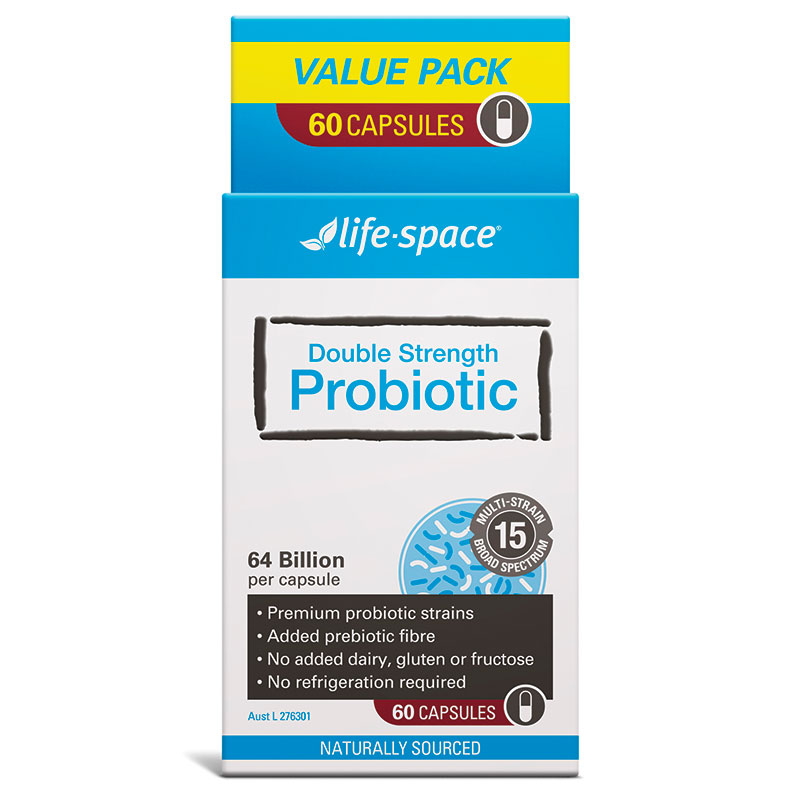 VALUE PACK
60 CAPSULES
life·space®
Double Strength
Probiotic
MULTI-STRAIN
15
BROAD SPECTRUM
64 Billion
per capsule
• Premium probiotic strains
• Added prebiotic fibre
• No added dairy, gluten or fructose
• No refrigeration required
Aust L 276301
60 CAPSULES
NATURALLY SOURCED